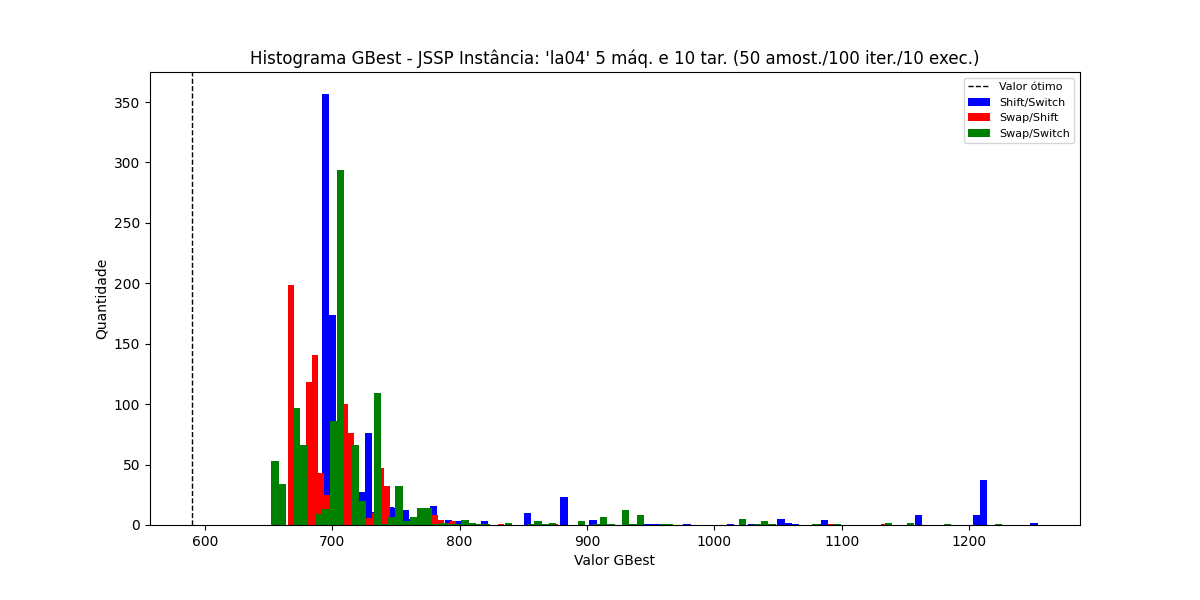 Histograma GBest - JSSP Instância: 'la04' 5 máq. e 10 tar. (50 amost./100 iter./10 exec.)
Valor ótimo
Shift/Switch
Swap/Shift
Swap/Switch
Quantidade
350
300
250
200
150
100
50
0
600 700 800 900 1000 1100 1200
Valor GBest